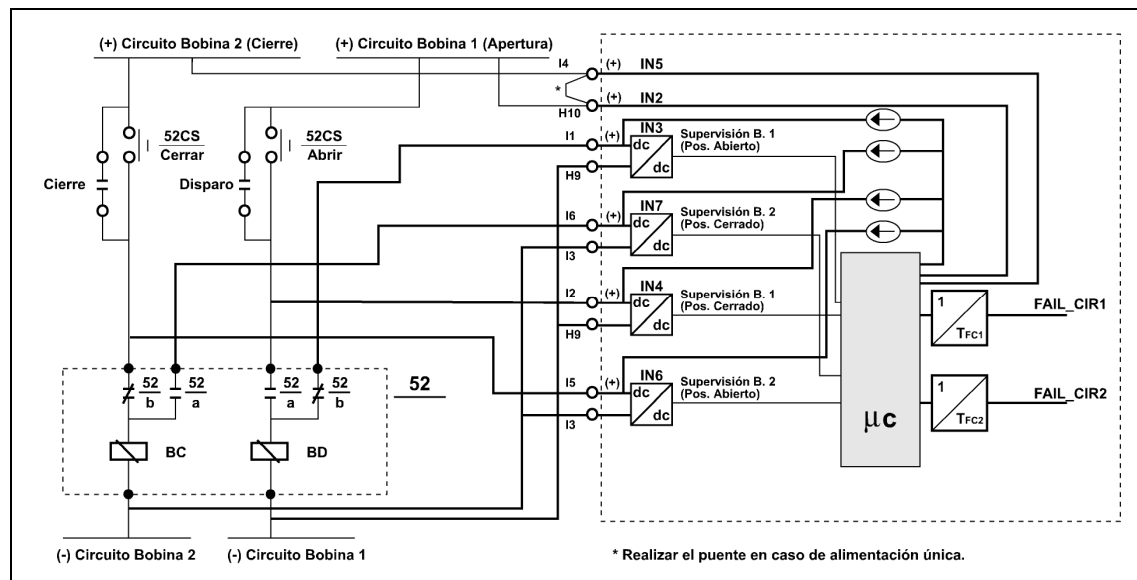 (+) Circuito Bobina 2 (Cierre)
(+) Circuito Bobina 1 (Apertura)
I4
(+)
IN5
*
H10
(+)
IN2
52CS
Cerrar
52CS
Abrir
Cierre
Disparo
I1
(+)
IN3
dc
dc
Supervisión B. 1
(Pos. Abierto)
H9
I6
(+)
IN7
dc
dc
Supervisión B. 2
(Pos. Cerrado)
I3
I2
(+)
IN4
dc
dc
Supervisión B. 1
(Pos. Cerrado)
H9
I5
(+)
IN6
dc
dc
Supervisión B. 2
(Pos. Abierto)
I3
µc
1
TFC1
FAIL_CIR1
1
TFC2
FAIL_CIR2
52
b
52
a
52
a
52
b
52
BC
BD
(-) Circuito Bobina 2
(-) Circuito Bobina 1
* Realizar el puente en caso de alimentación única.